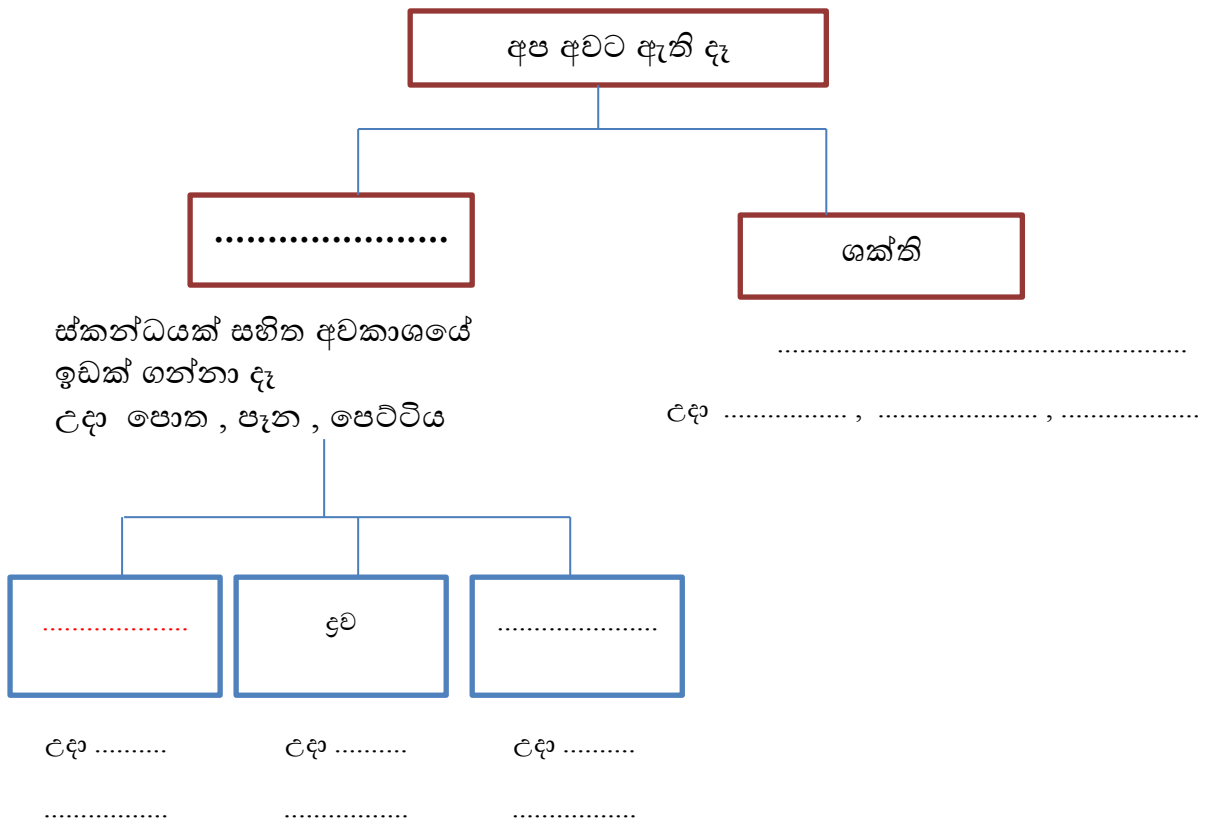 අප අවට ඇති දෑ
......................
ශක්ති
ස්කන්ධයක් සහිත අවකාශයේ
ඉඩක් ගන්නා දෑ
උදා පොත , පෑන , පෙට්ටිය
........................................................
උදා ................. , ...................... , ...................
....................
ද්‍රව
......................
උදා ..........
උදා ..........
උදා ..........
.................
.................
.................